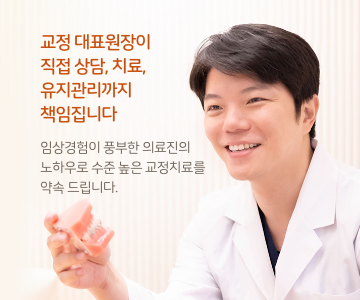 교정 대표원장이
직접 상담, 치료,
유지관리까지
책임집니다
임상경험이 풍부한 의료진의
노하우로 수준 높은 교정치료를
약속 드립니다.